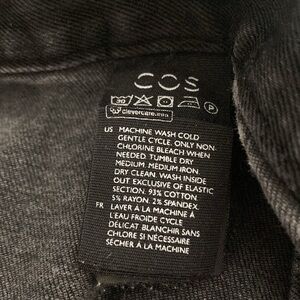 COS
30 P
clevercare.info
US MACHINE WASH COLD
GENTLE CYCLE. ONLY NON-
CHLORINE BLEACH WHEN
NEEDED. TUMBLE DRY
MEDIUM. MEDIUM IRON
DRY CLEAN. WASH INSIDE
OUT EXCLUSIVE OF ELASTIC
SECTION. 93% COTTON
5% RAYON. 2% SPANDEX
FR LAVER À LA MACHINE À
L'EAU FROIDE CYCLE
DELICAT BLANCHIR SANS
CHLORE SI NÉCESSAIRE
SÉCHER À LA MACHINE